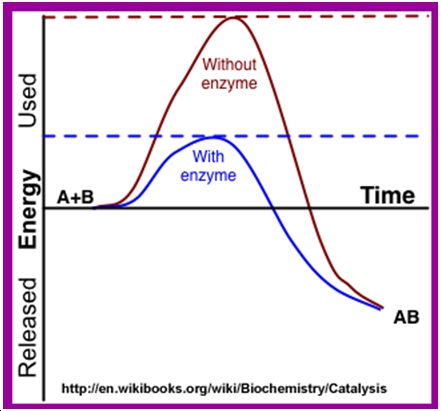 Used
Without
enzyme
With
enzyme
A+B
Time
Energy
Released
AB
http://en.wikibooks.org/wiki/Biochemistry/Catalysis